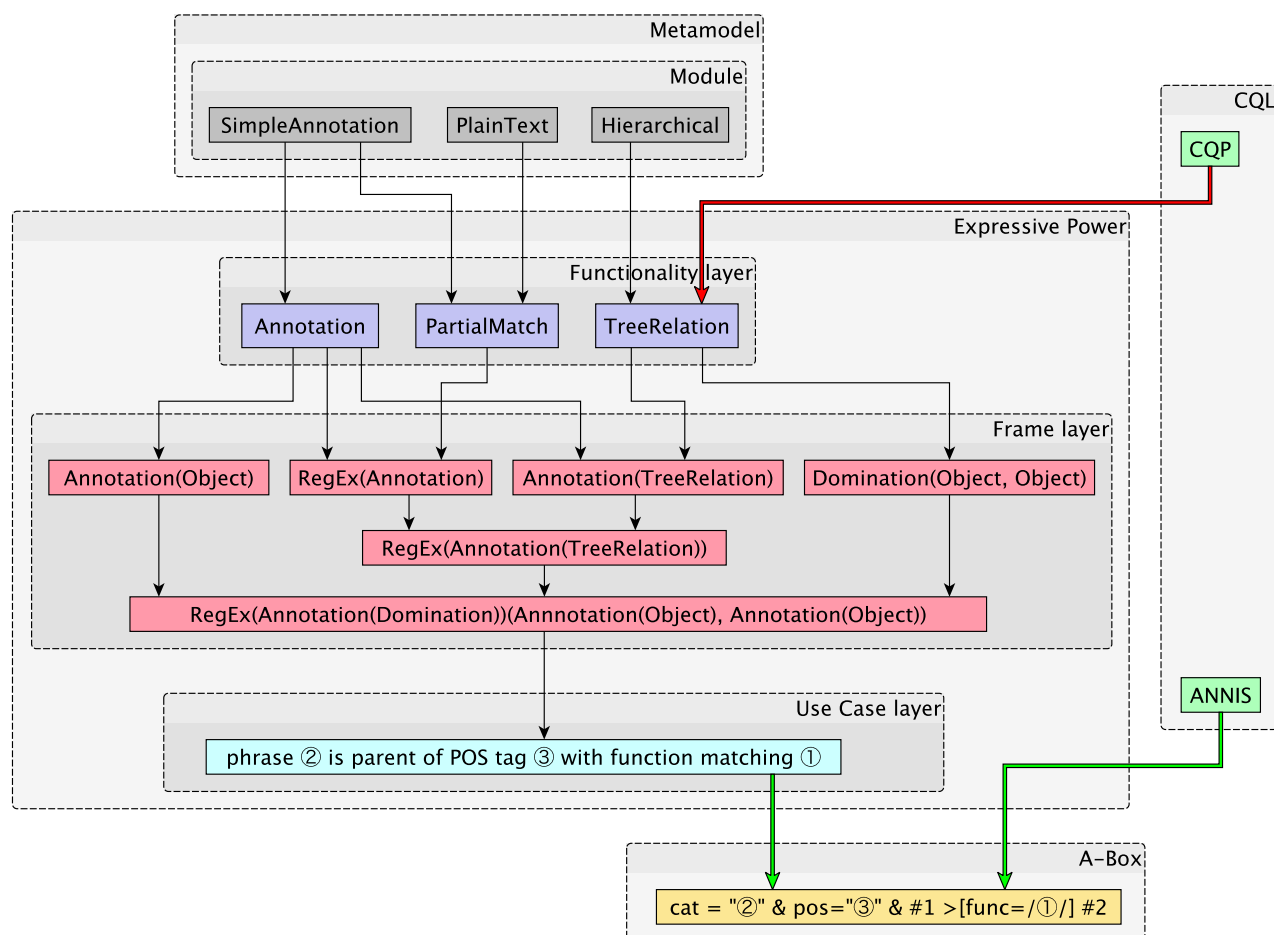 Metamodel
Module
SimpleAnnotation
PlainText
Hierarchical
CQL
CQP
Expressive Power
Functionality layer
Annotation
PartialMatch
TreeRelation
Frame layer
Annotation(Object)
RegEx(Annotation)
Annotation(TreeRelation)
Domination(Object, Object)
RegEx(Annotation(TreeRelation))
RegEx(Annotation(Domination))(Annnotation(Object), Annotation(Object))
ANNIS
Use Case layer
phrase ② is parent of POS tag ③ with function matching ①
A-Box
cat = "②" & pos="③" & #1 >[func=/①/] #2